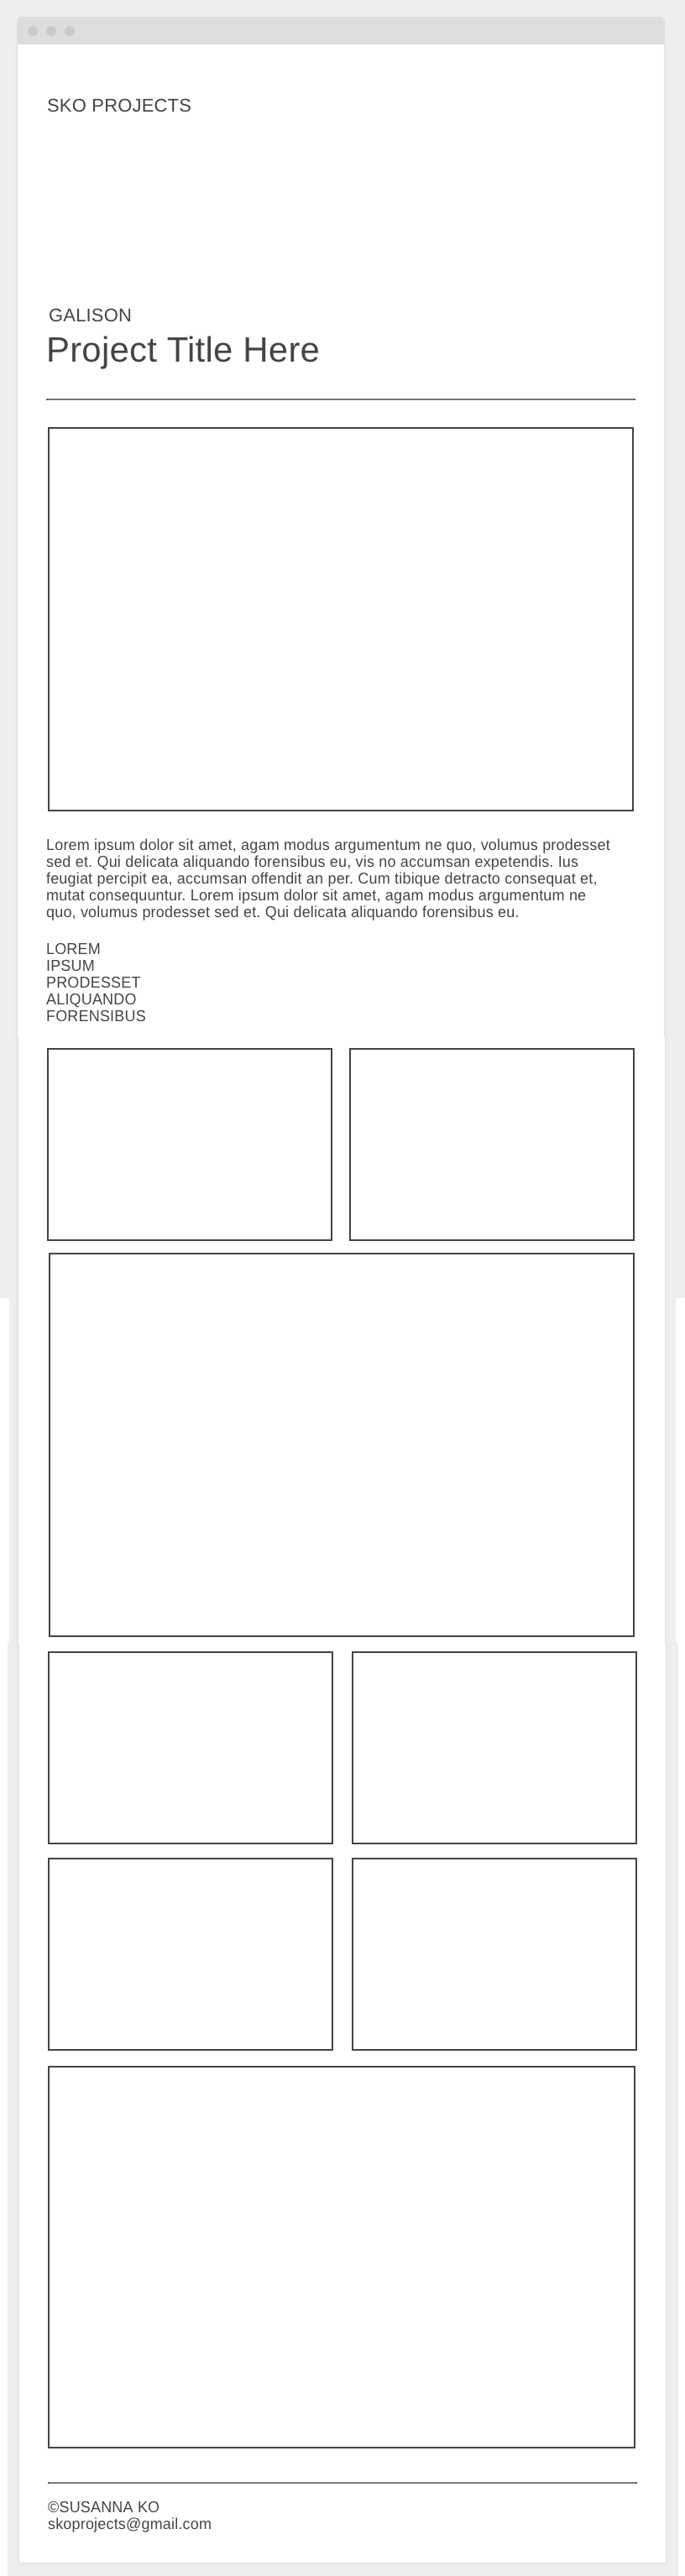 SKO PROJECTS
GALISON
Project Title Here
Lorem ipsum dolor sit amet, agam modus argumentum ne quo, volumus prodesset
sed et. Qui delicata aliquando forensibus eu, vis no accumsan expetendis. Ius
feugiat percipit ea, accumsan offendit an per. Cum tibique detracto consequat et,
mutat consequuntur. Lorem ipsum dolor sit amet, agam modus argumentum ne
quo, volumus prodesset sed et. Qui delicata aliquando forensibus eu.
LOREM
IPSUM
PRODESSET
ALIQUANDO
FORENSIBUS
©SUSANNA KO
skoprojects@gmail.com